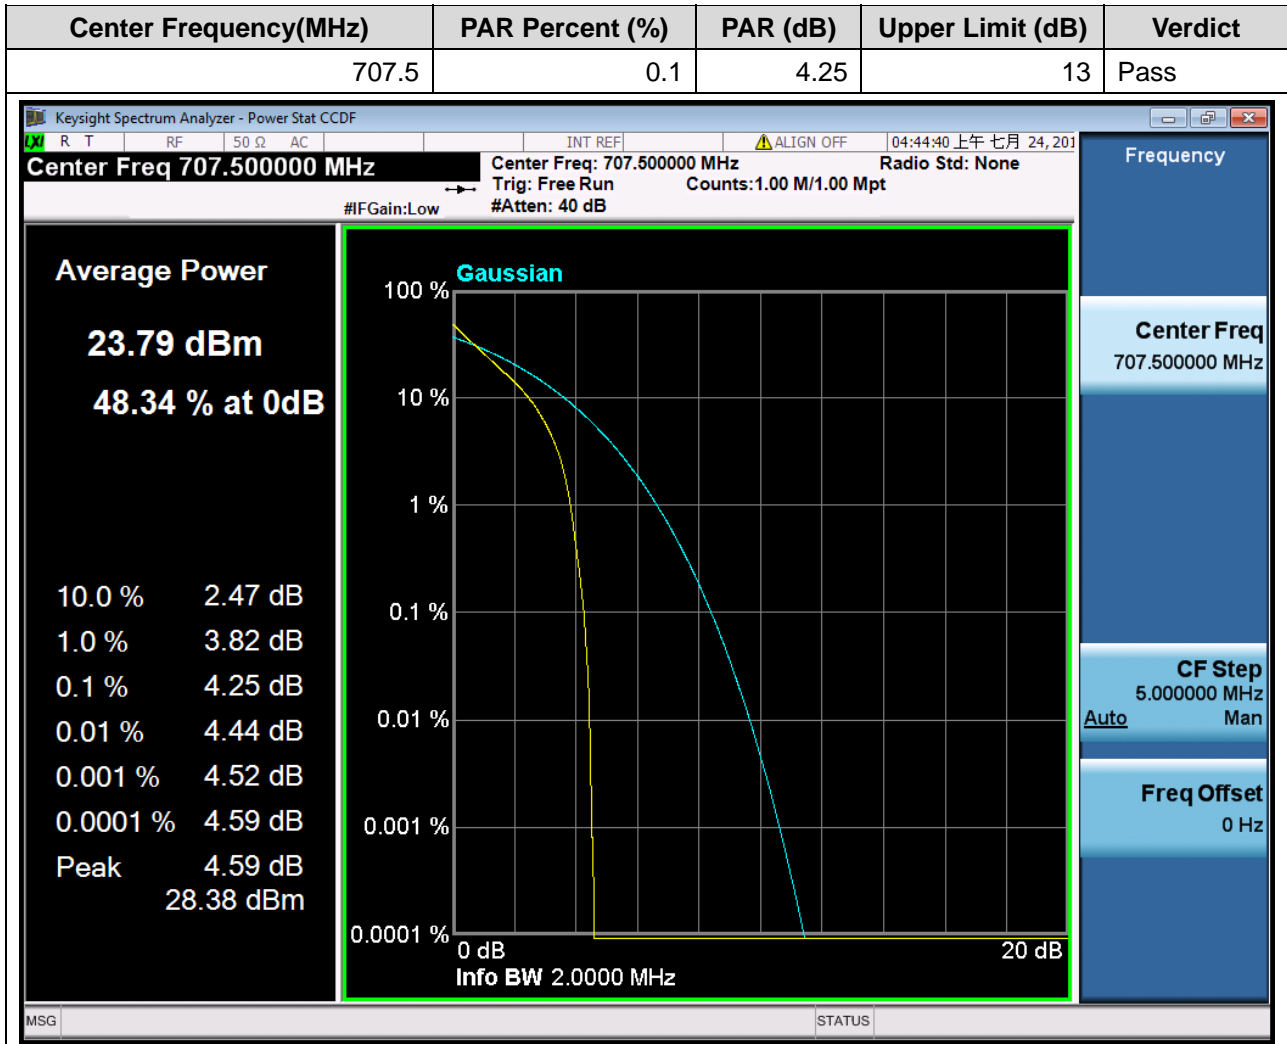 Center Frequency(MHz) PAR Percent (%) PAR (dB) Upper Limit (dB) Verdict
707.5 0.1 4.25 13 Pass
Keysight Spectrum Analyzer - Power Stat CCDF
LXI R T RF 50 Ω AC INT REF ALIGN OFF 04:44:40 上午 七月 24, 201
Center Freq 707.500000 MHz
Center Freq: 707.500000 MHz Radio Std: None
Trig: Free Run Counts:1.00 M/1.00 Mpt
#IFGain:Low #Atten: 40 dB
Average Power
23.79 dBm
48.34 % at 0dB
10.0 % 2.47 dB
1.0 % 3.82 dB
0.1 % 4.25 dB
0.01 % 4.44 dB
0.001 % 4.52 dB
0.0001 % 4.59 dB
Peak 4.59 dB
28.38 dBm
Gaussian
100 %
10 %
1 %
0.1 %
0.01 %
0.001 %
0.0001 %
0 dB 20 dB
Info BW 2.0000 MHz
Frequency
Center Freq
707.500000 MHz
CF Step
5.000000 MHz
Auto Man
Freq Offset
0 Hz
MSG STATUS